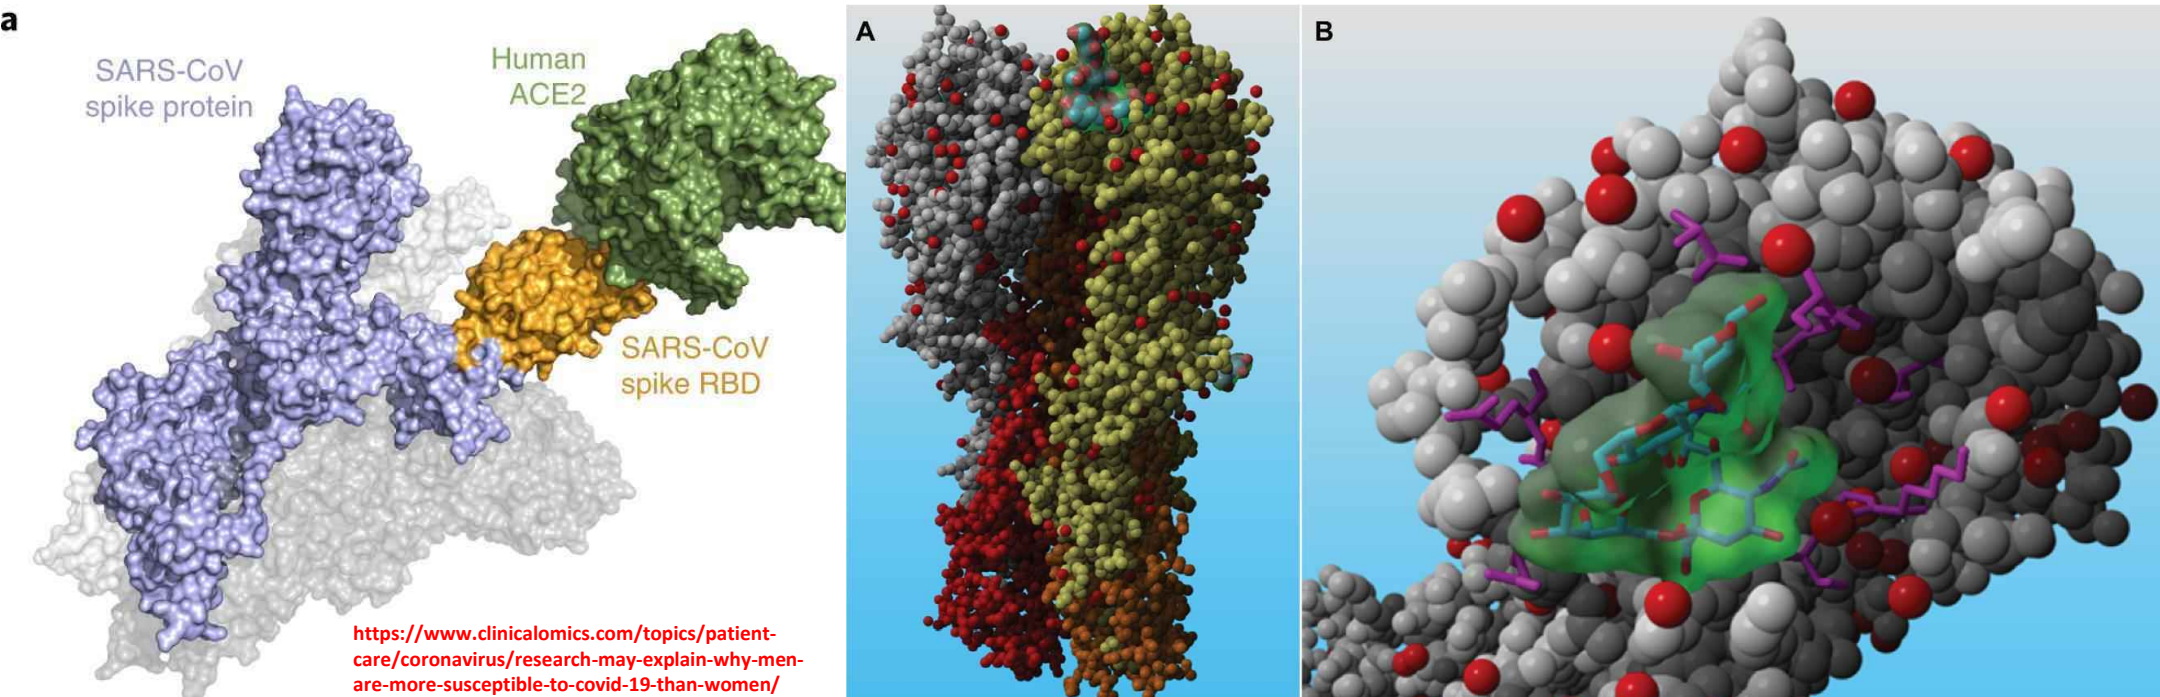 a
SARS-CoV
spike protein
Human
ACE2
SARS-CoV
spike RBD
https://www.clinicalomics.com/topics/patient-
care/coronavirus/research-may-explain-why-men-
are-more-susceptible-to-covid-19-than-women/
A
B